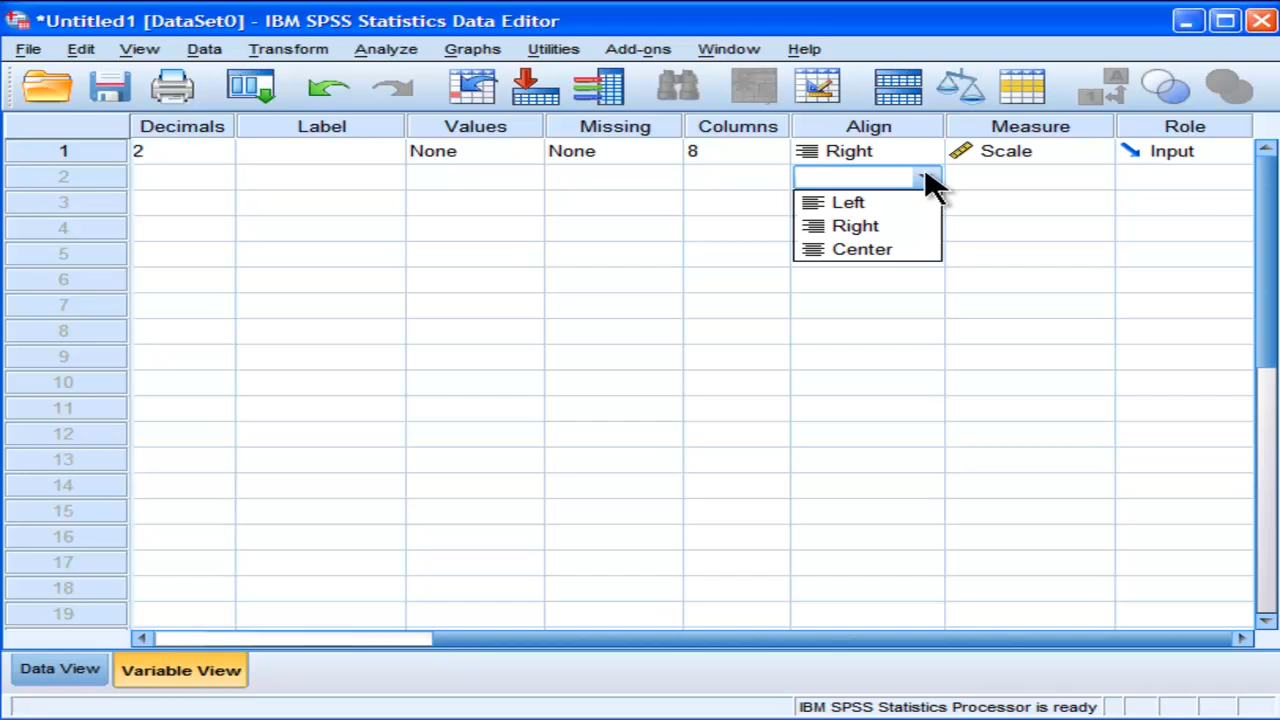 *Untitled1 [DataSet0] - IBM SPSS Statistics Data Editor
File Edit View Data Transform Analyze Graphs Utilities Add-ons Window Help
Decimals Label Values Missing Columns Align Measure Role
1 2 None None 8 Right Scale Input
2
3 Left
4 Right
5 Center
6
7
8
9
10
11
12
13
14
15
16
17
18
19
Data View Variable View
IBM SPSS Statistics Processor is ready